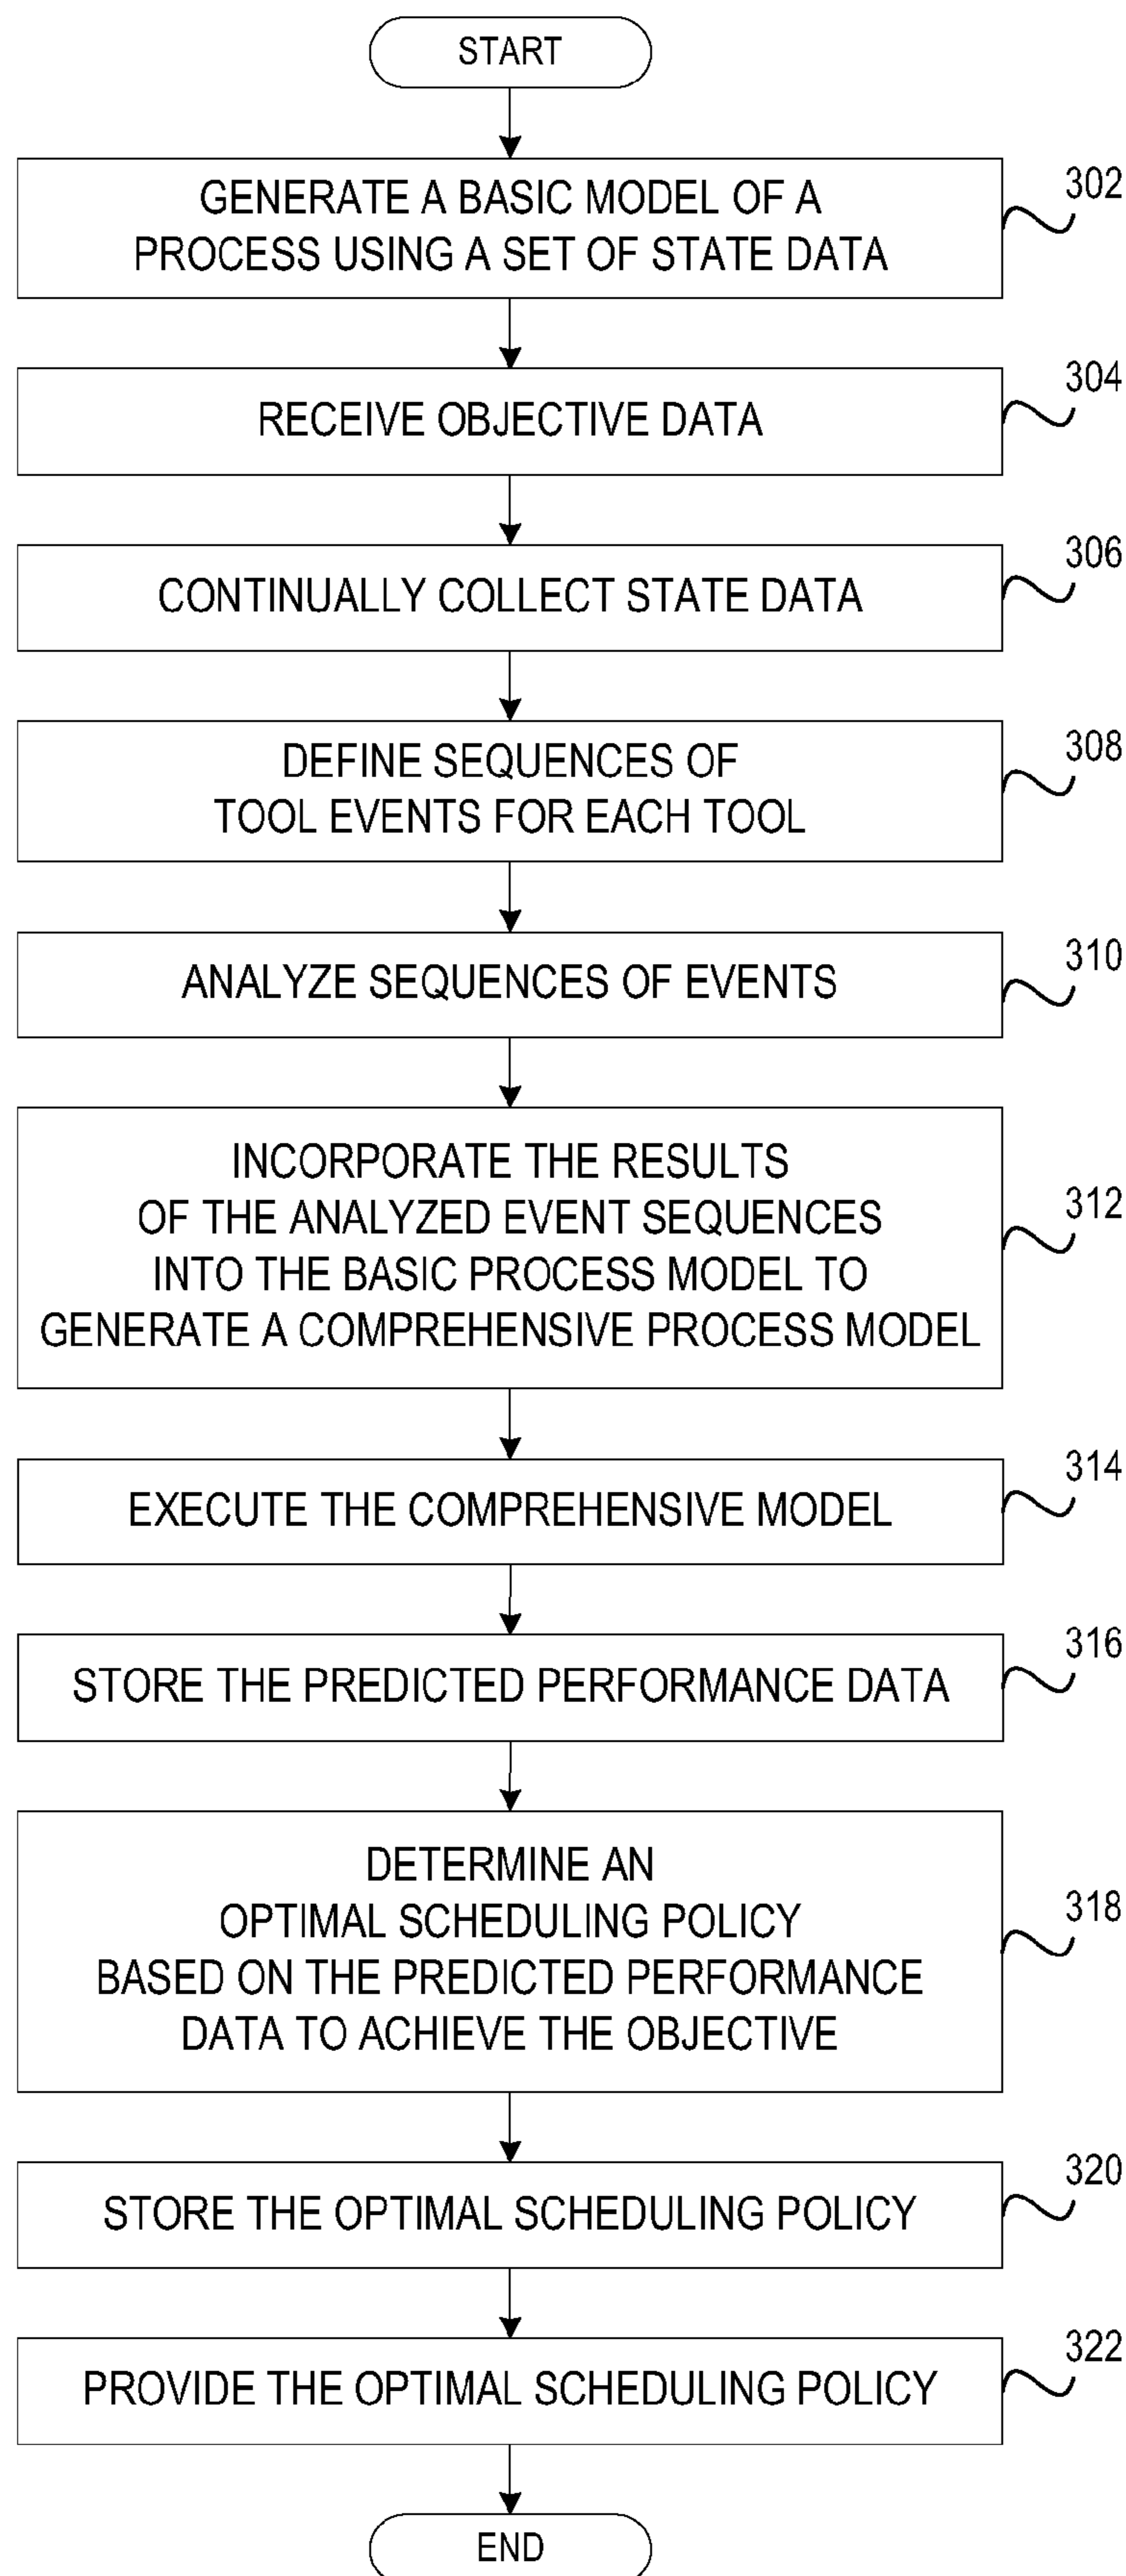 START
GENERATE A BASIC MODEL OF A
PROCESS USING A SET OF STATE DATA
302
RECEIVE OBJECTIVE DATA
304
CONTINUALLY COLLECT STATE DATA
306
DEFINE SEQUENCES OF
TOOL EVENTS FOR EACH TOOL
308
ANALYZE SEQUENCES OF EVENTS
310
INCORPORATE THE RESULTS
OF THE ANALYZED EVENT SEQUENCES
INTO THE BASIC PROCESS MODEL TO
GENERATE A COMPREHENSIVE PROCESS MODEL
312
EXECUTE THE COMPREHENSIVE MODEL
314
STORE THE PREDICTED PERFORMANCE DATA
316
DETERMINE AN
OPTIMAL SCHEDULING POLICY
BASED ON THE PREDICTED PERFORMANCE
DATA TO ACHIEVE THE OBJECTIVE
318
STORE THE OPTIMAL SCHEDULING POLICY
320
PROVIDE THE OPTIMAL SCHEDULING POLICY
322
END